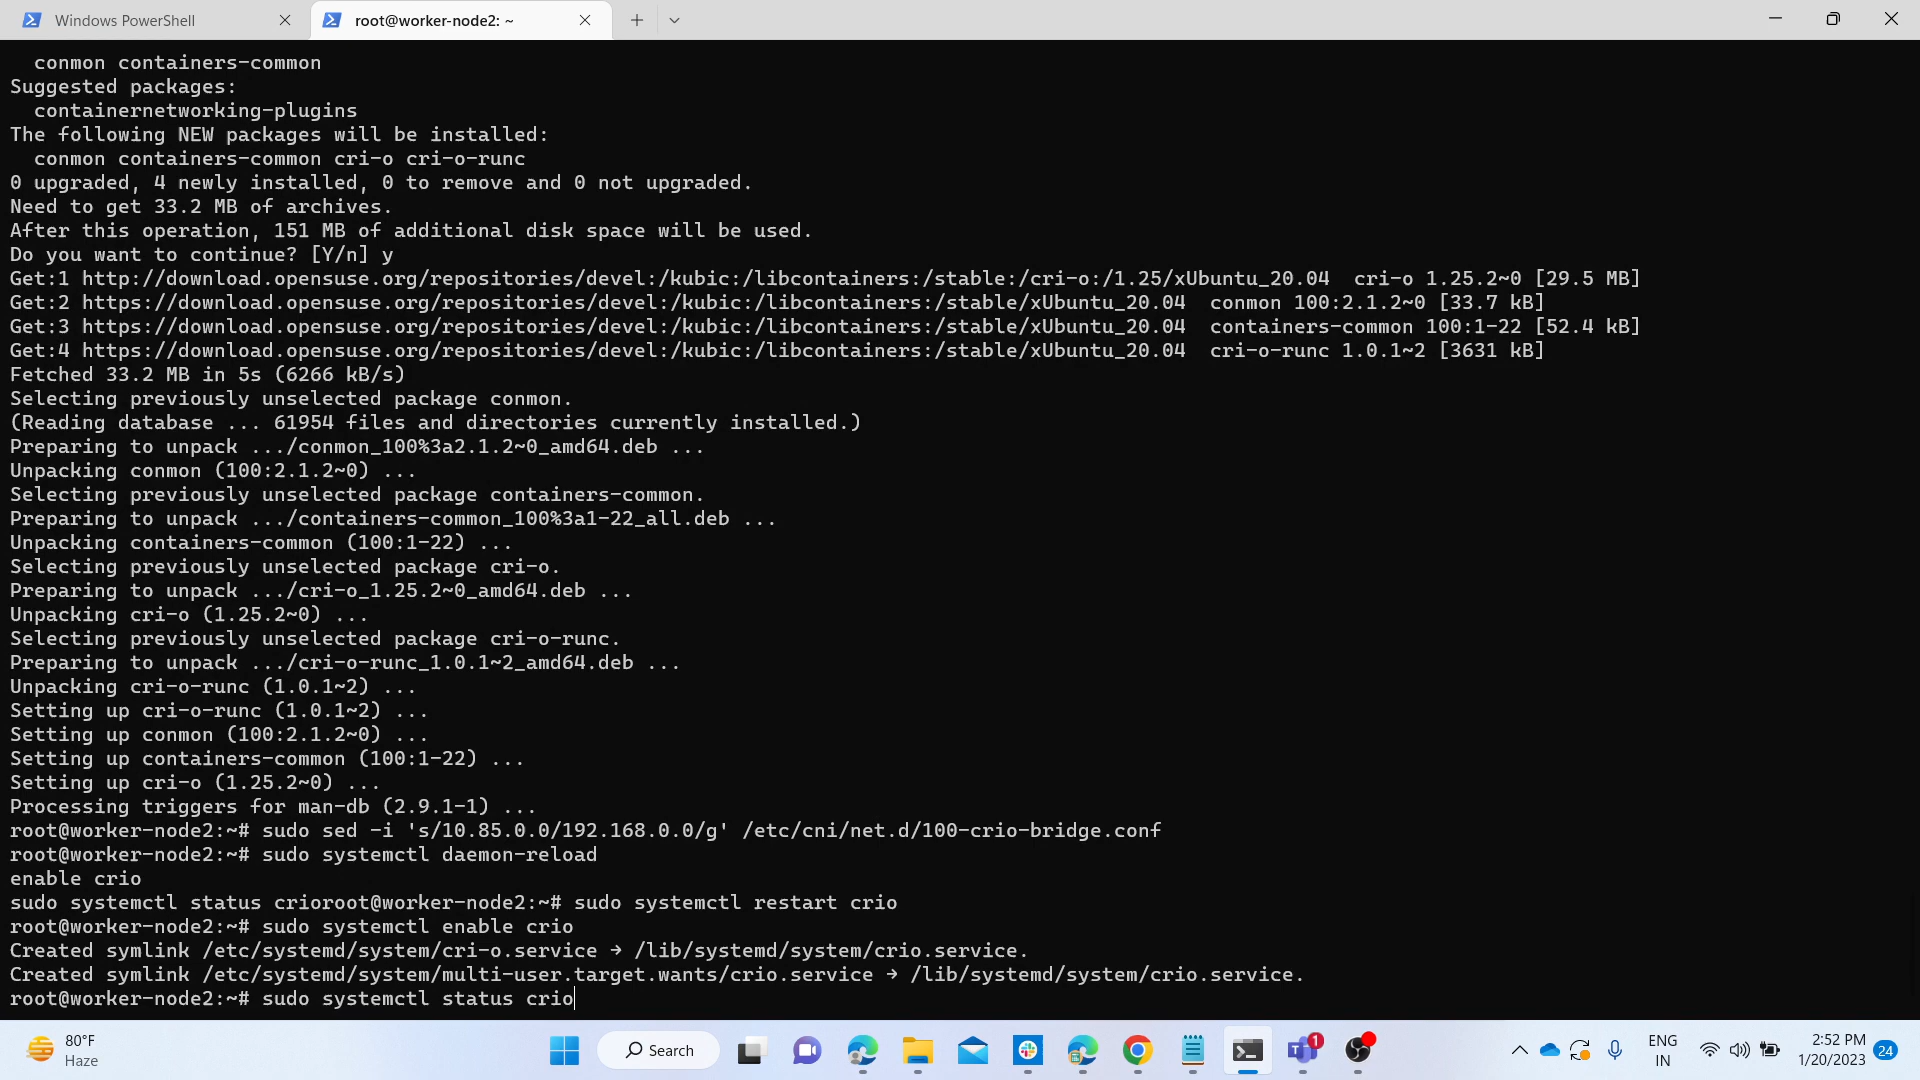 Windows PowerShell
root@worker-node2: ~
conmon containers-common
Suggested packages:
containernetworking-plugins
The following NEW packages will be installed:
conmon containers-common cri-o cri-o-runc
0 upgraded, 4 newly installed, 0 to remove and 0 not upgraded.
Need to get 33.2 MB of archives.
After this operation, 151 MB of additional disk space will be used.
Do you want to continue? [Y/n] y
Get:1 http://download.opensuse.org/repositories/devel:/kubic:/libcontainers:/stable:/cri-o:/1.25/xUbuntu_20.04  cri-o 1.25.2~0 [29.5 MB]
Get:2 https://download.opensuse.org/repositories/devel:/kubic:/libcontainers:/stable/xUbuntu_20.04  conmon 100:2.1.2~0 [33.7 kB]
Get:3 https://download.opensuse.org/repositories/devel:/kubic:/libcontainers:/stable/xUbuntu_20.04  containers-common 100:1-22 [52.4 kB]
Get:4 https://download.opensuse.org/repositories/devel:/kubic:/libcontainers:/stable/xUbuntu_20.04  cri-o-runc 1.0.1~2 [3631 kB]
Fetched 33.2 MB in 5s (6266 kB/s)
Selecting previously unselected package conmon.
(Reading database ... 61954 files and directories currently installed.)
Preparing to unpack .../conmon_100%3a2.1.2~0_amd64.deb ...
Unpacking conmon (100:2.1.2~0) ...
Selecting previously unselected package containers-common.
Preparing to unpack .../containers-common_100%3a1-22_all.deb ...
Unpacking containers-common (100:1-22) ...
Selecting previously unselected package cri-o.
Preparing to unpack .../cri-o_1.25.2~0_amd64.deb ...
Unpacking cri-o (1.25.2~0) ...
Selecting previously unselected package cri-o-runc.
Preparing to unpack .../cri-o-runc_1.0.1~2_amd64.deb ...
Unpacking cri-o-runc (1.0.1~2) ...
Setting up cri-o-runc (1.0.1~2) ...
Setting up conmon (100:2.1.2~0) ...
Setting up containers-common (100:1-22) ...
Setting up cri-o (1.25.2~0) ...
Processing triggers for man-db (2.9.1-1) ...
root@worker-node2:~# sudo sed -i 's/10.85.0.0/192.168.0.0/g' /etc/cni/net.d/100-crio-bridge.conf
root@worker-node2:~# sudo systemctl daemon-reload
enable crio
sudo systemctl status crioroot@worker-node2:~# sudo systemctl restart crio
root@worker-node2:~# sudo systemctl enable crio
Created symlink /etc/systemd/system/cri-o.service → /lib/systemd/system/crio.service.
Created symlink /etc/systemd/system/multi-user.target.wants/crio.service → /lib/systemd/system/crio.service.
root@worker-node2:~# sudo systemctl status crio
80°F
Haze
Search
1
ENG
IN
2:52 PM
1/20/2023
24